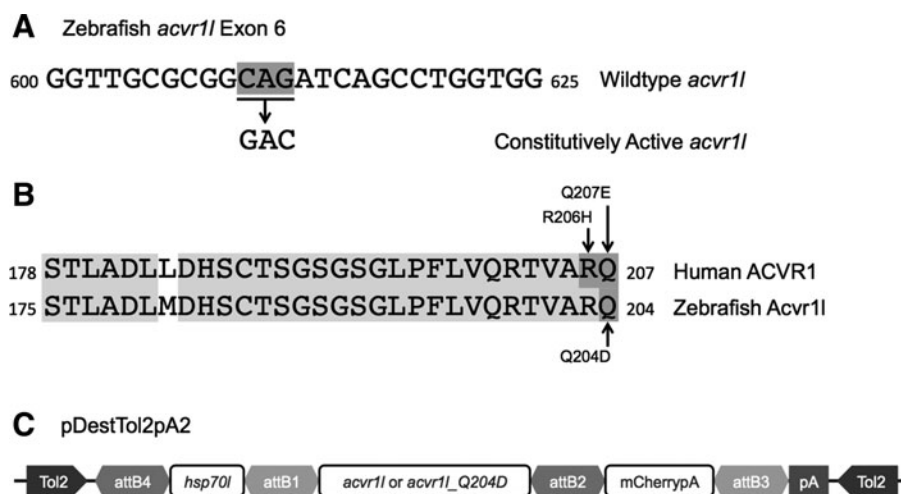 A Zebrafish acvr1l Exon 6
600 GGTTGCGCGGCAGATCAGCCTGGTGG 625 Wildtype acvr1l
GAC Constitutively Active acvr1l
B
Q207E
R206H
178 STLADLLDHSCTSGSGSGLPFLVQRTVARQ 207 Human ACVR1
175 STLADLMDHSCTSGSGSGLPFLVQRTVARQ 204 Zebrafish Acvr1l
Q204D
C pDestTol2pA2
Tol2 attB4 hsp70l attB1 acvr1l or acvr1l_Q204D attB2 mCherrypA attB3 pA Tol2